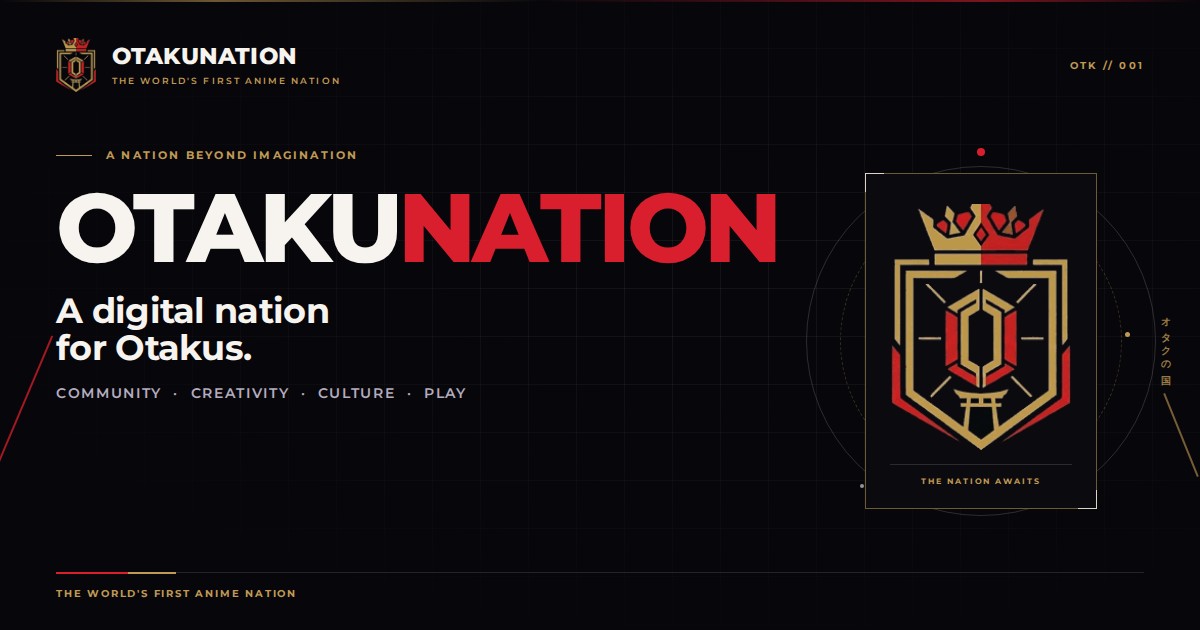 OTAKUNATION
THE WORLD'S FIRST ANIME NATION
OTK // 001
A NATION BEYOND IMAGINATION
OTAKUNATION
A digital nation
for Otakus.
COMMUNITY · CREATIVITY · CULTURE · PLAY
THE NATION AWAITS
オタクの国
THE WORLD'S FIRST ANIME NATION